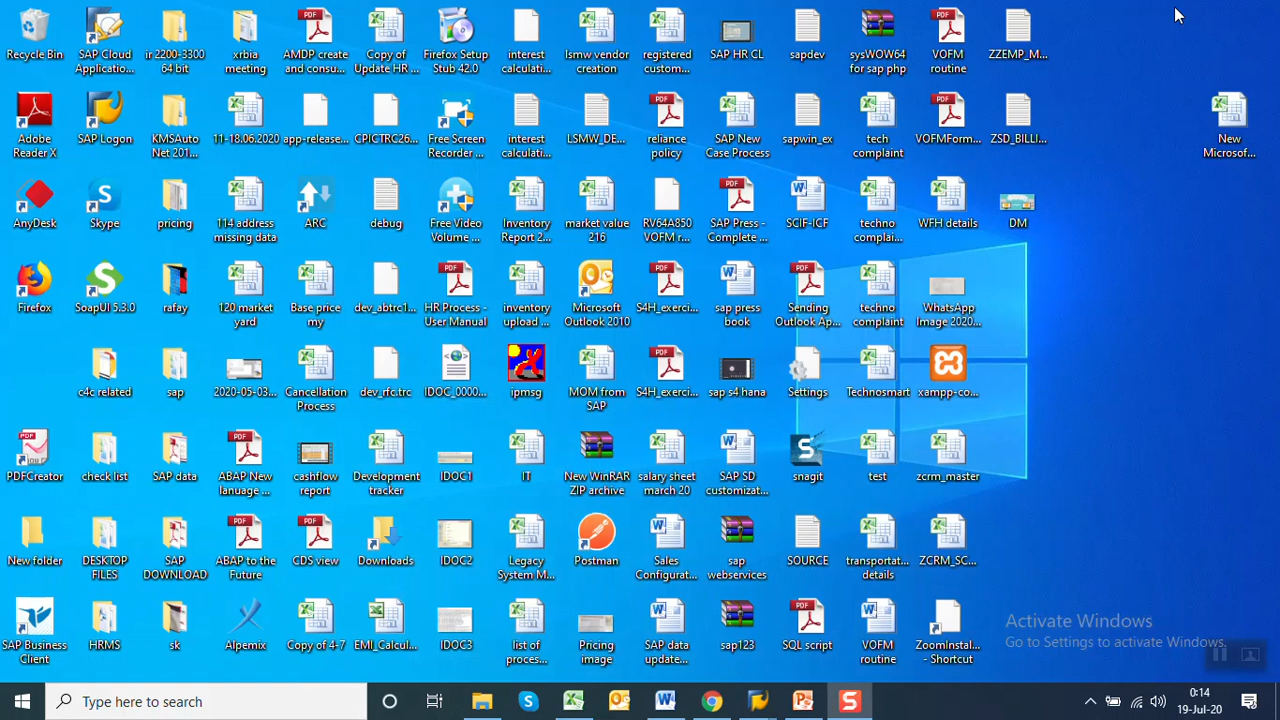 Recycle Bin
SAP Cloud
Applicatio...
ir 2200-3300
64 bit
xrbia
meeting
AMDP create
and consu...
Copy of
Update HR ...
Firefox Setup
Stub 42.0
interest
calculati...
lsmw vendor
creation
registered
custom...
SAP HR CL
sapdev
sysWOW64
for sap php
VOFM
routine
ZZEMP_M...
Adobe
Reader X
SAP Logon
KMSAuto
Net 201...
11-18.06.2020
app-release...
CPICTRC26...
Free Screen
Recorder ...
interest
calculati...
LSMW_DE...
reliance
policy
SAP New
Case Process
sapwin_ex
tech
complaint
VOFMForm...
ZSD_BILLI...
New
Microsof...
AnyDesk
Skype
pricing
114 address
missing data
ARC
debug
Free Video
Volume ...
Inventory
Report 2...
market value
216
RV64A850
VOFM r...
SAP Press -
Complete ...
SCIF-ICF
techno
complai...
WFH details
DM
Firefox
SoapUI 5.3.0
rafay
120 market
yard
Base price
my
dev_abtrc1...
HR Process -
User Manual
inventory
upload ...
Microsoft
Outlook 2010
S4H_exerci...
sap press
book
Sending
Outlook Ap...
techno
complaint
WhatsApp
Image 2020...
c4c related
sap
2020-05-03...
Cancellation
Process
dev_rfc.trc
IDOC_0000...
ipmsg
MOM from
SAP
S4H_exerci...
sap s4 hana
Settings
Technosmart
xampp-co...
PDFCreator
check list
SAP data
ABAP New
lanuage ...
cashflow
report
Development
tracker
IDOC1
IT
New WinRAR
ZIP archive
salary sheet
march 20
SAP SD
customizat...
snagit
test
zcrm_master
New folder
DESKTOP
FILES
SAP
DOWNLOAD
ABAP to the
Future
CDS view
Downloads
IDOC2
Legacy
System M...
Postman
Sales
Configurat...
sap
webservices
SOURCE
transportat...
details
ZCRM_SC...
SAP Business
Client
HRMS
sk
Alpemix
Copy of 4-7
EMI_Calcul...
IDOC3
list of
proces...
Pricing
image
SAP data
update...
sap123
SQL script
VOFM
routine
ZoomInstal...
- Shortcut
Activate Windows
Go to Settings to activate Windows.
Type here to search
0:14
19-Jul-20